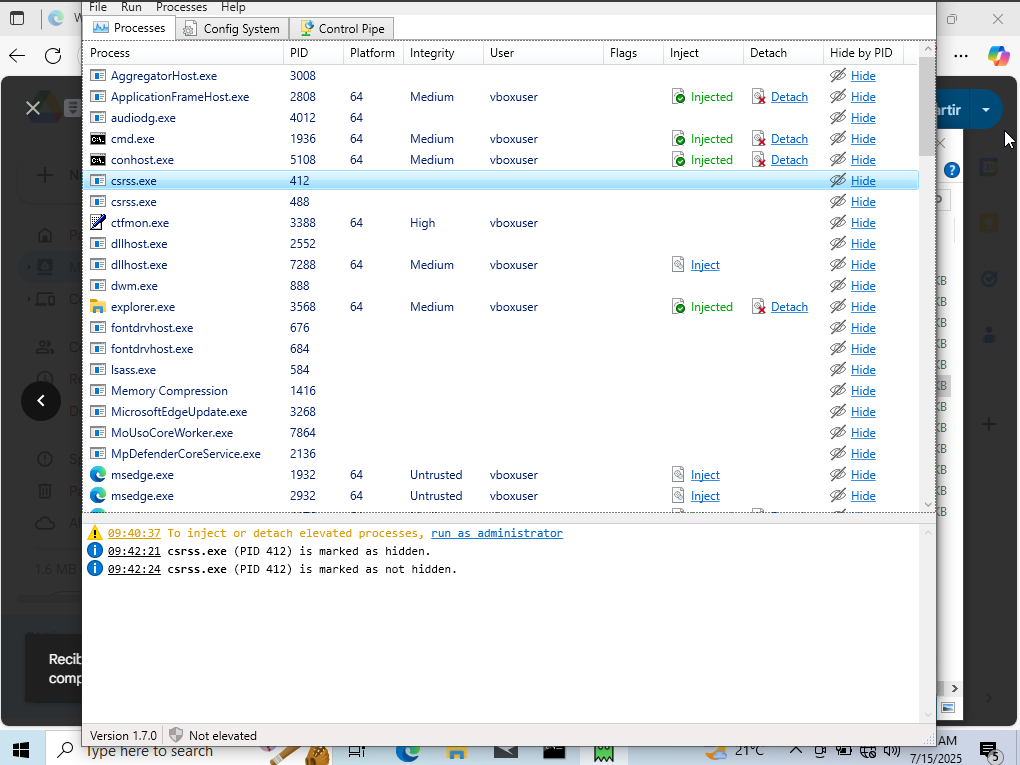 File Run Processes Help
Processes Config System Control Pipe
Process PID Platform Integrity User Flags Inject Detach Hide by PID
AggregatorHost.exe 3008 Hide
ApplicationFrameHost.exe 2808 64 Medium vboxuser Injected Detach Hide
audiodg.exe 4012 64 Hide
cmd.exe 1936 64 Medium vboxuser Injected Detach Hide
conhost.exe 5108 64 Medium vboxuser Injected Detach Hide
csrss.exe 412 Hide
csrss.exe 488 Hide
ctfmon.exe 3388 64 High vboxuser Hide
dllhost.exe 2552 Hide
dllhost.exe 7288 64 Medium vboxuser Inject Hide
dwm.exe 888 Hide
explorer.exe 3568 64 Medium vboxuser Injected Detach Hide
fontdrvhost.exe 676 Hide
fontdrvhost.exe 684 Hide
lsass.exe 584 Hide
Memory Compression 1416 Hide
MicrosoftEdgeUpdate.exe 3268 Hide
MoUsoCoreWorker.exe 7864 Hide
MpDefenderCoreService.exe 2136 Hide
msedge.exe 1932 64 Untrusted vboxuser Inject Hide
msedge.exe 2932 64 Untrusted vboxuser Inject Hide
09:40:37 To inject or detach elevated processes, run as administrator
09:42:21 csrss.exe (PID 412) is marked as hidden.
09:42:24 csrss.exe (PID 412) is marked as not hidden.
1.6 MB
Recib
comp
Version 1.7.0 Not elevated
Type here to search 21°C AM
7/15/2025 5